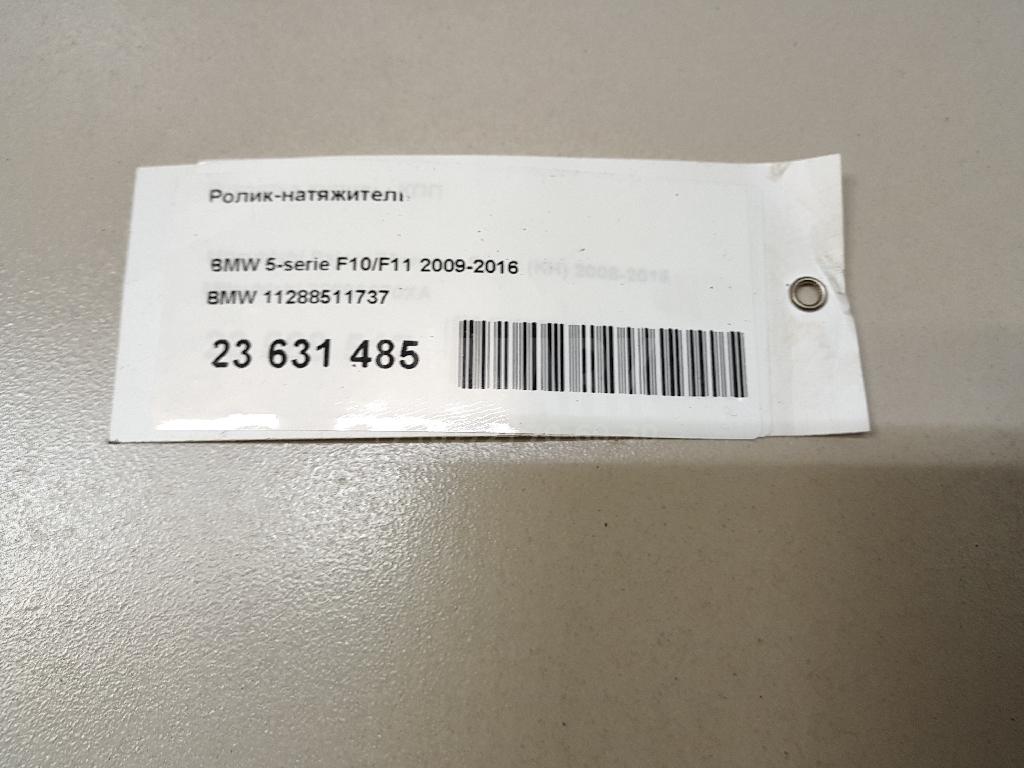 Ролик-натяжитель
BMW 5-serie F10/F11 2009-2016
BMW 11288511737
23 631 485